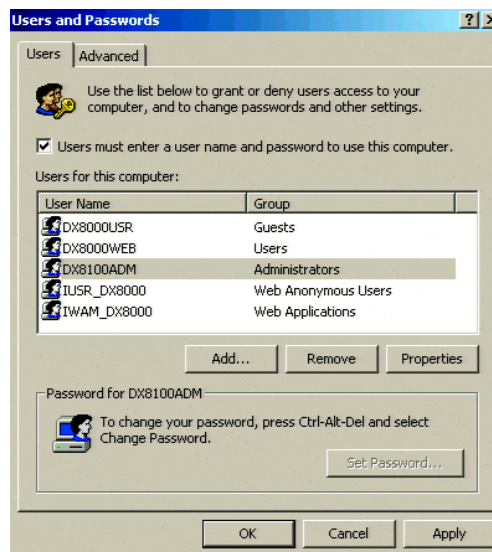 Users and Passwords
Users Advanced
Use the list below to grant or deny users access to your
computer, and to change passwords and other settings.
Users must enter a user name and password to use this computer.
Users for this computer:
User Name Group
DX8000USR Guests
DX8000WEB Users
DX8100ADM Administrators
IUSR_DX8000 Web Anonymous Users
IWAM_DX8000 Web Applications
Add... Remove Properties
Password for DX8100ADM
To change your password, press Ctrl-Alt-Del and select
Change Password.
Set Password...
OK Cancel Apply